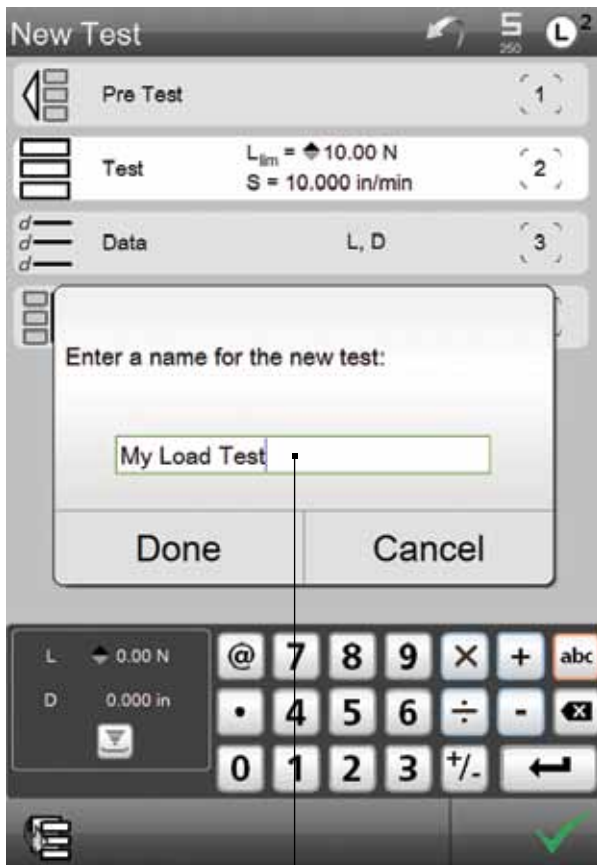 New Test
S
250
L 2
Pre Test
1
Test
Llim = 10.00 N
S = 10.000 in/min
2
d
d
d
Data
L, D
3
Enter a name for the new test:
My Load Test
Done
Cancel
L 0.00 N
D 0.000 in
@ 7 8 9 × + abc
• 4 5 6 ÷ -
0 1 2 3 +/-